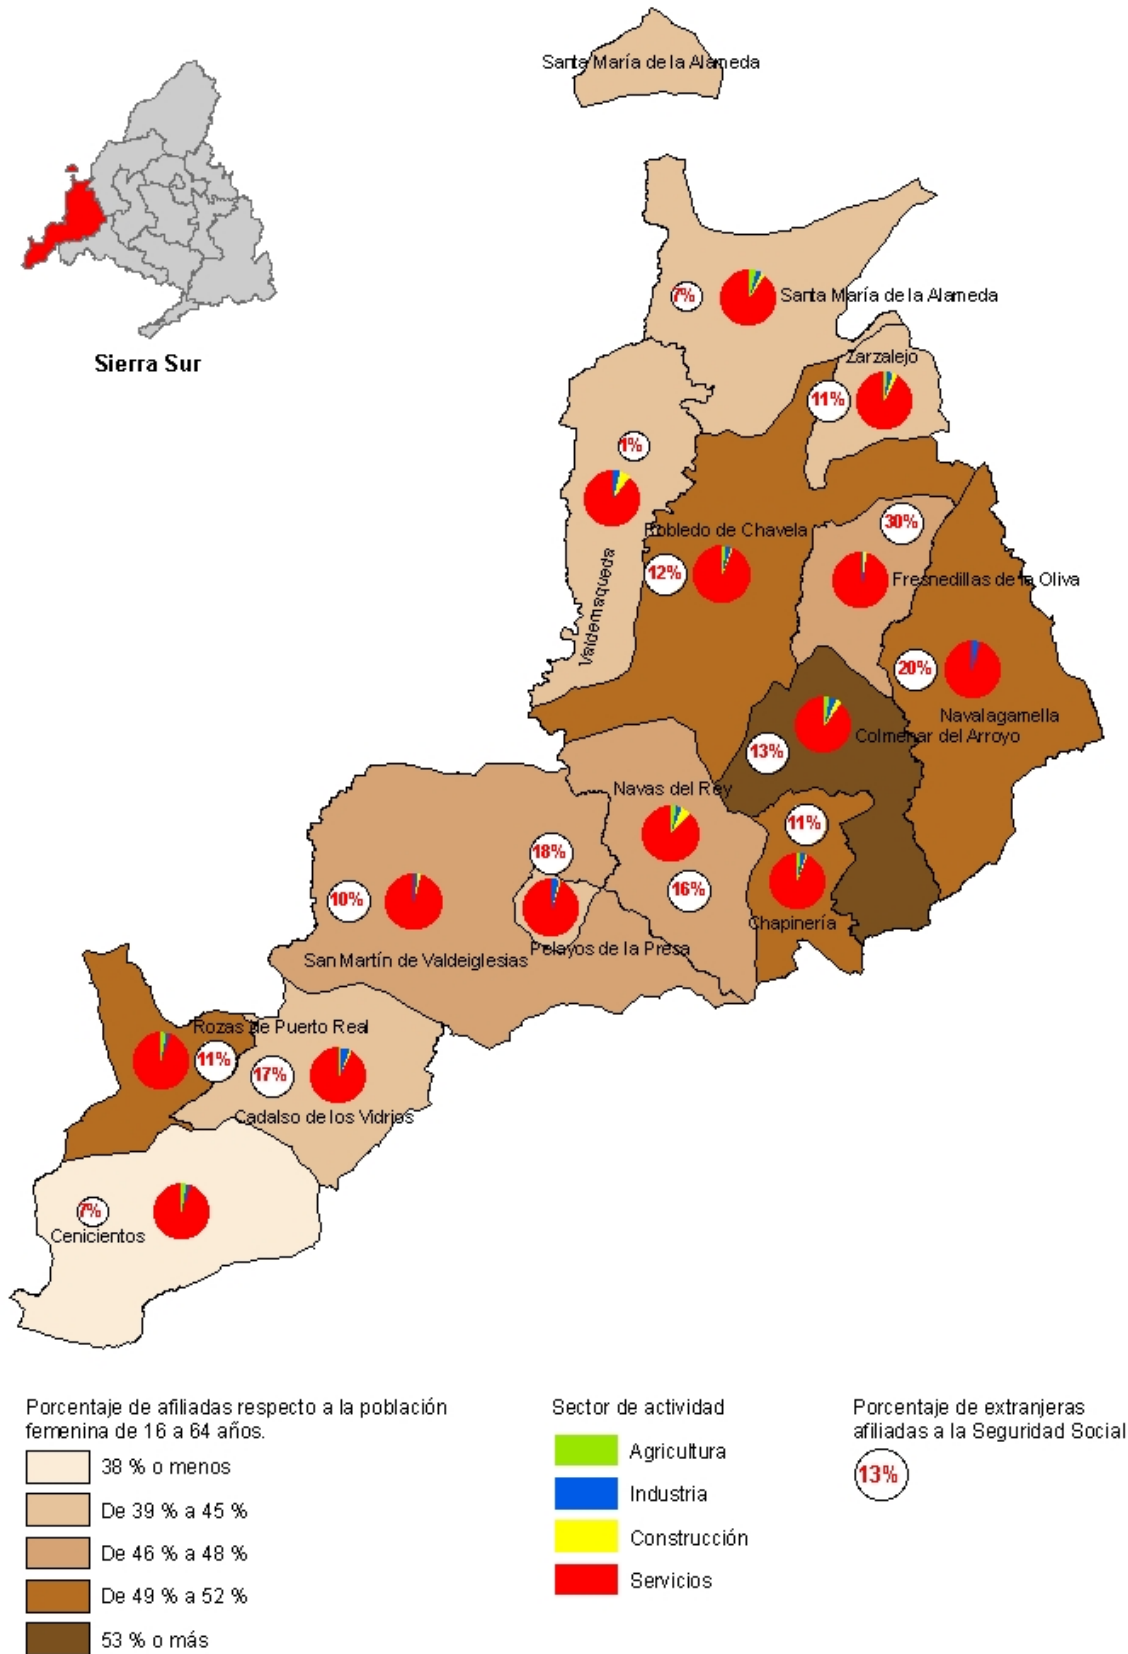 Santa María de la Alameda
Sierra Sur
7%
Santa María de la Alameda
Zarzalejo
11%
1%
Valdemaqueda
Robledo de Chavela
12%
30%
Fresnedillas de la Oliva
20%
Navalagamella
Colmenar del Arroyo
13%
Navas del Rey
16%
11%
Chapinería
18%
10%
Pelayos de la Presa
San Martín de Valdeiglesias
Rozas de Puerto Real
11%
17%
Cadalso de los Vidrios
7%
Cenicientos
Porcentaje de afiliadas respecto a la población
femenina de 16 a 64 años.
38 % o menos
De 39 % a 45 %
De 46 % a 48 %
De 49 % a 52 %
53 % o más
Sector de actividad
Agricultura
Industria
Construcción
Servicios
Porcentaje de extranjeras
afiliadas a la Seguridad Social
13%